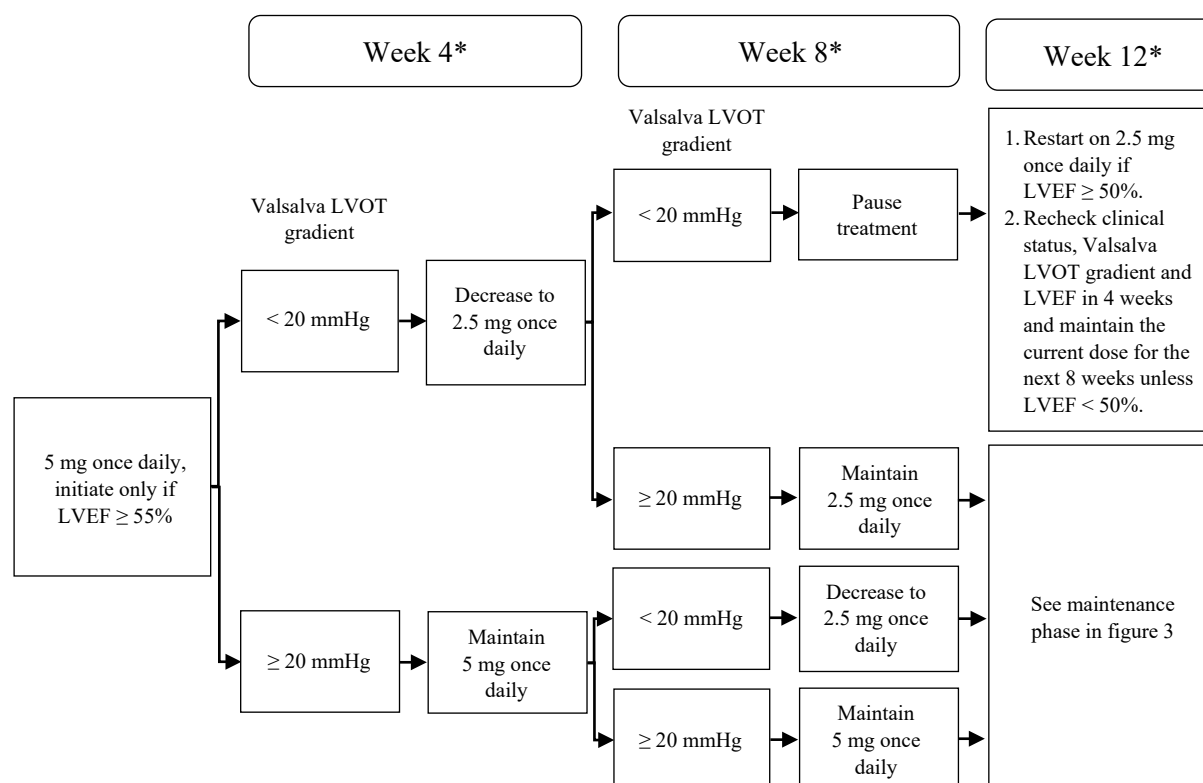 Week 4*
Week 8*
Week 12*
Valsalva LVOT
gradient
Valsalva LVOT
gradient
< 20 mmHg
Pause
treatment
1. Restart on 2.5 mg
once daily if
LVEF ≥ 50%.
2. Recheck clinical
status, Valsalva
LVOT gradient and
LVEF in 4 weeks
and maintain the
current dose for the
next 8 weeks unless
LVEF < 50%.
< 20 mmHg
Decrease to
2.5 mg once
daily
5 mg once daily,
initiate only if
LVEF ≥ 55%
≥ 20 mmHg
Maintain
2.5 mg once
daily
≥ 20 mmHg
Maintain
5 mg once
daily
< 20 mmHg
Decrease to
2.5 mg once
daily
See maintenance
phase in figure 3
≥ 20 mmHg
Maintain
5 mg once
daily